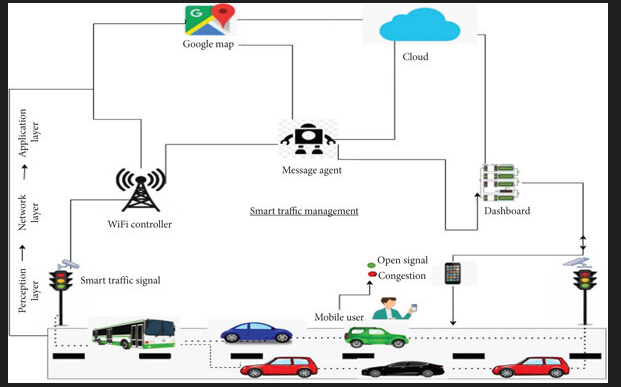 G
Google map
Cloud
Application
layer
Message agent
Network
layer
WiFi controller
Smart traffic management
Dashboard
Perception
layer
Smart traffic signal
Open signal
Congestion
Mobile user